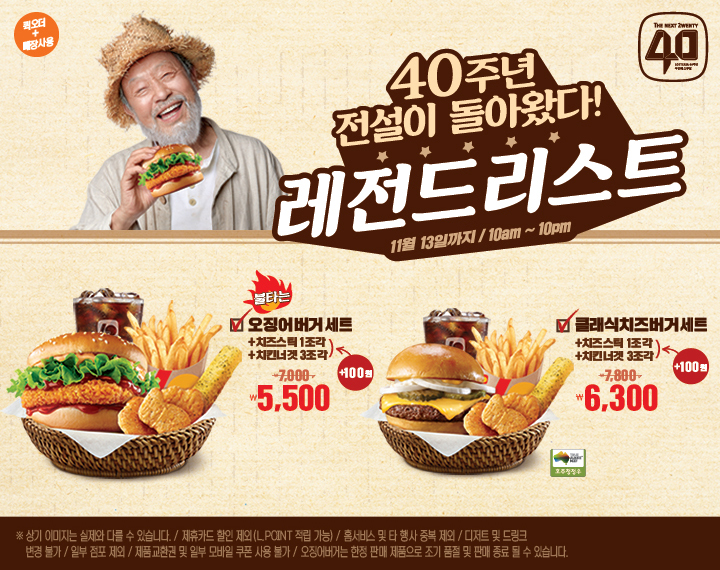 퀵오더
+
매장사용
THE NEXT 2WENTY
40
40주년
전설이 돌아왔다!
레전드리스트
11월 13일까지 / 10am ~ 10pm
불타는
오징어버거 세트
+치즈스틱 1조각
+치킨너겟 3조각
+100원
7,000
₩5,500
클래식치즈버거 세트
+치즈스틱 1조각
+치킨너겟 3조각
+100원
7,800
₩6,300
호주청정우
※ 상기 이미지는 실제와 다를 수 있습니다. / 제휴카드 할인 제외(L.POINT 적립 가능) / 홈서비스 및 타 행사 중복 제외 / 디저트 및 드링크
변경 불가 / 일부 점포 제외 / 제품교환권 및 일부 모바일 쿠폰 사용 불가 / 오징어버거는 한정 판매 제품으로 조기 품절 및 판매 종료 될 수 있습니다.